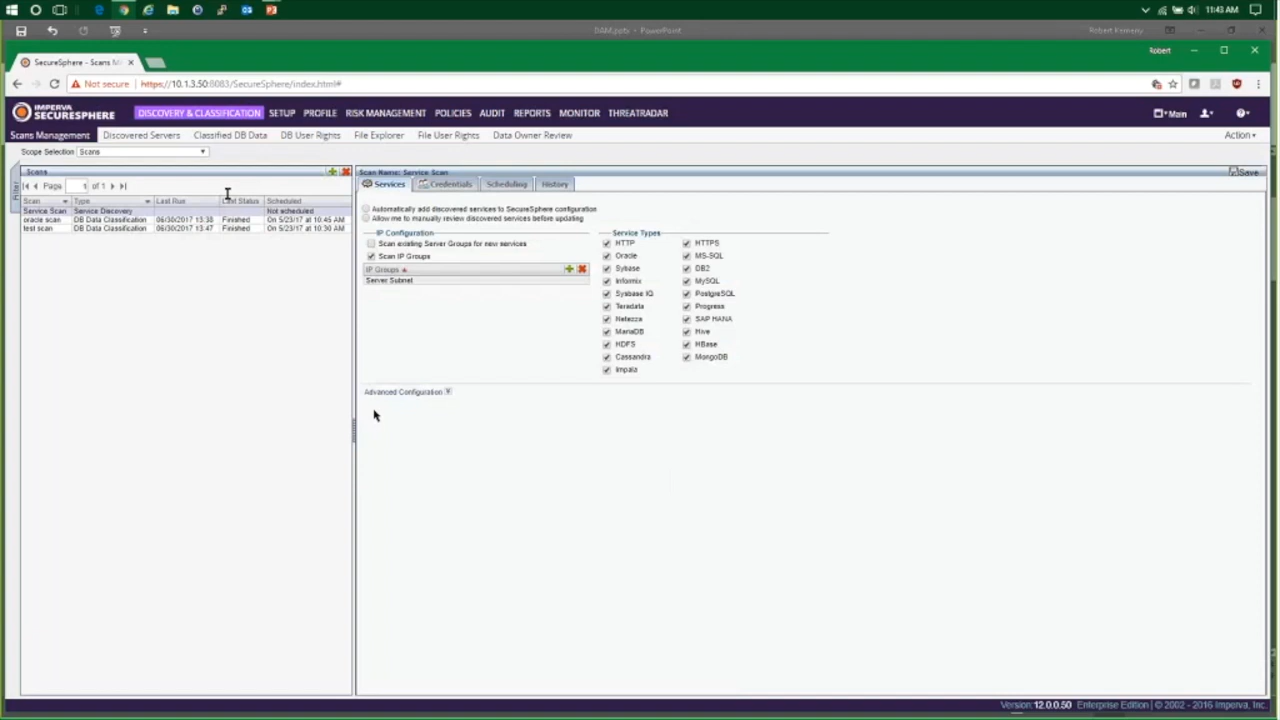 11:43 AM
DAM.pptx - PowerPoint
Robert Kemeny
SecureSphere - Scans M
Robert
Not secure | https://10.1.3.50:8083/SecureSphere/index.html#
IMPERVA
SECURESPHERE
DISCOVERY & CLASSIFICATION SETUP PROFILE RISK MANAGEMENT POLICIES AUDIT REPORTS MONITOR THREATRADAR
Main
Scans Management Discovered Servers Classified DB Data DB User Rights File Explorer File User Rights Data Owner Review
Action
Scope Selection Scans
Filter
Scans
Page 1 of 1
Scan Type Last Run Last Status Scheduled
Service Scan Service Discovery Not scheduled
oracle scan DB Data Classification 06/30/2017 13:38 Finished On 5/23/17 at 10:45 AM
test scan DB Data Classification 06/30/2017 13:47 Finished On 5/23/17 at 10:30 AM
Scan Name: Service Scan
Save
Services Credentials Scheduling History
Automatically add discovered services to SecureSphere configuration
Allow me to manually review discovered services before updating
IP Configuration
Scan existing Server Groups for new services
Scan IP Groups
IP Groups
Server Subnet
Service Types
HTTP HTTPS
Oracle MS-SQL
Sybase DB2
Informix MySQL
Sysbase IQ PostgreSQL
Teradata Progress
Netezza SAP HANA
MariaDB Hive
HDFS HBase
Cassandra MongoDB
Impala
Advanced Configuration
Version: 12.0.0.50 Enterprise Edition | © 2002 - 2016 Imperva, Inc.